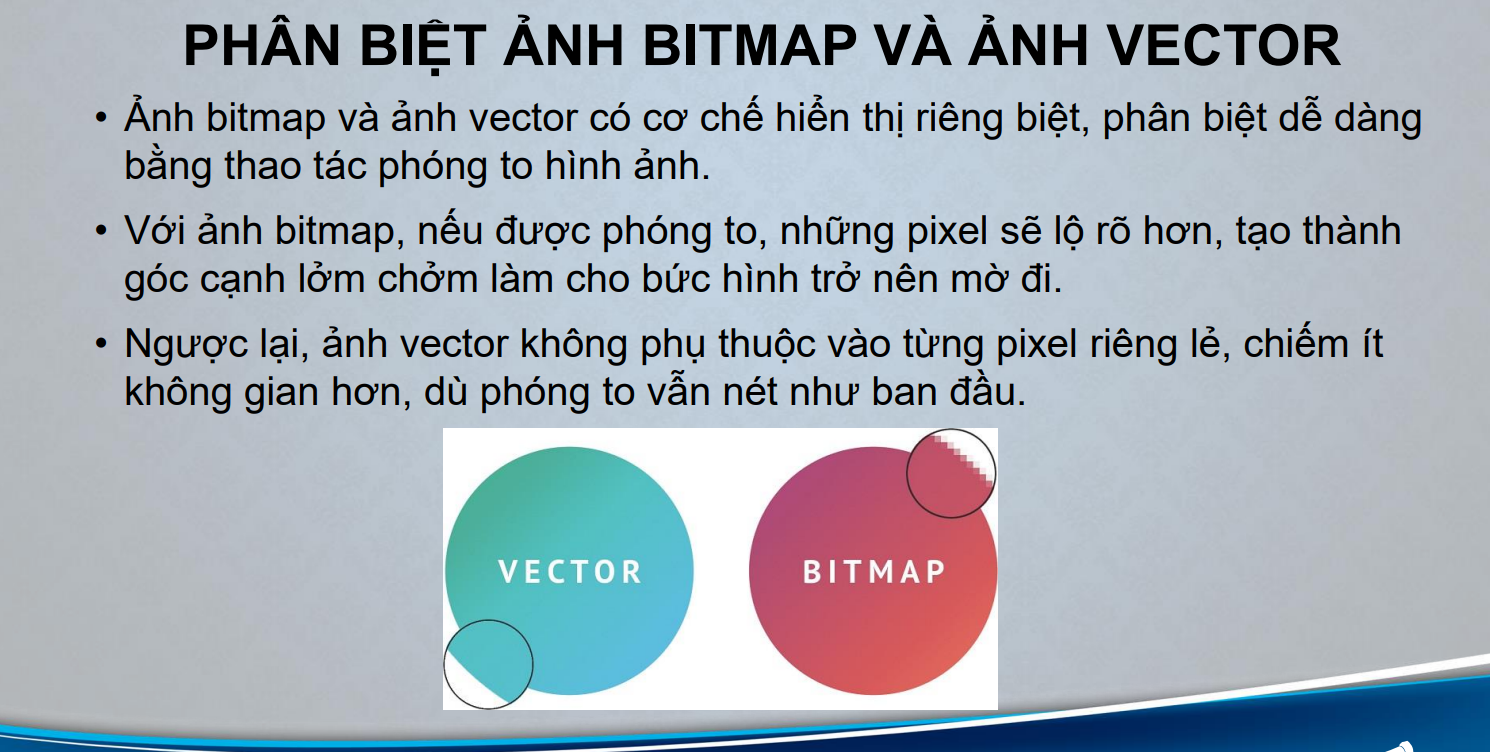 PHÂN BIỆT ẢNH BITMAP VÀ ẢNH VECTOR
• Ảnh bitmap và ảnh vector có cơ chế hiển thị riêng biệt, phân biệt dễ dàng
bằng thao tác phóng to hình ảnh.
• Với ảnh bitmap, nếu được phóng to, những pixel sẽ lộ rõ hơn, tạo thành
góc cạnh lởm chởm làm cho bức hình trở nên mờ đi.
• Ngược lại, ảnh vector không phụ thuộc vào từng pixel riêng lẻ, chiếm ít
không gian hơn, dù phóng to vẫn nét như ban đầu.
VECTOR
BITMAP